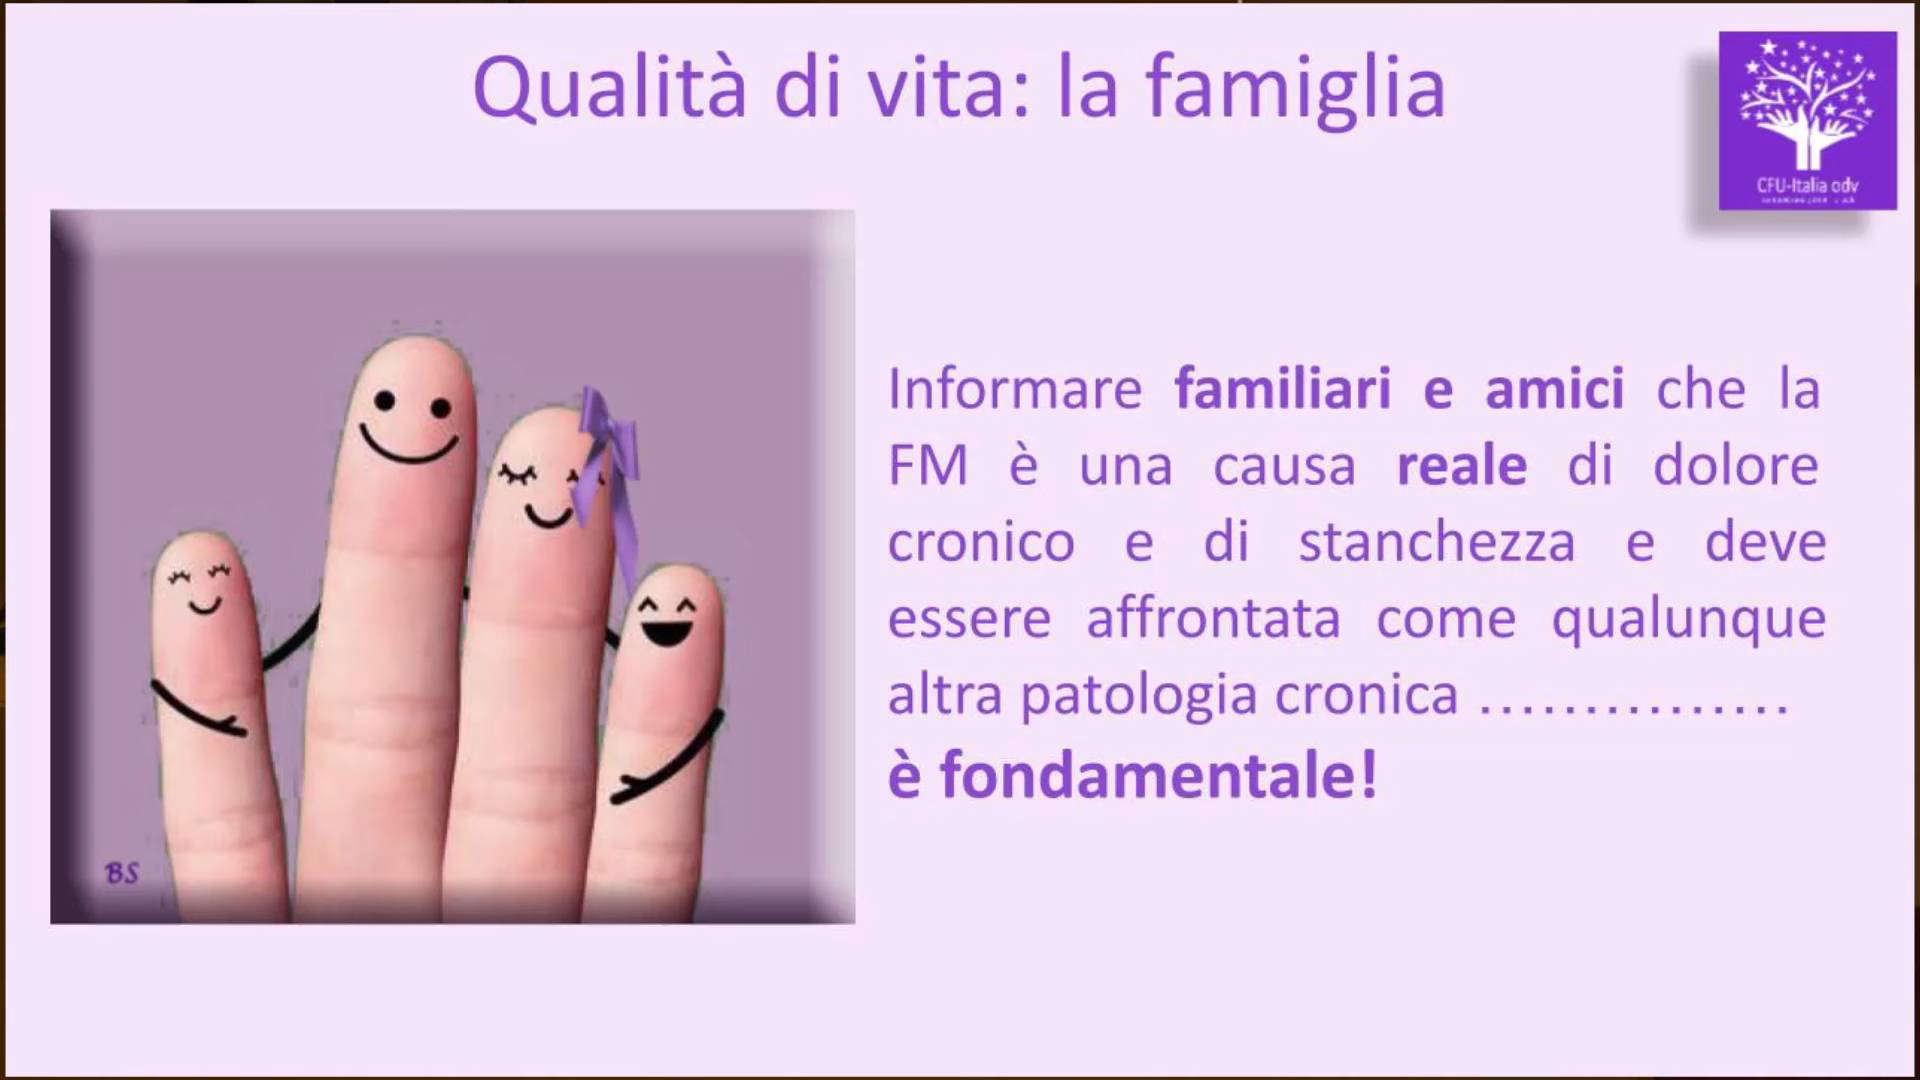 Qualità di vita: la famiglia
CFU-Italia odv
Informare familiari e amici che la
FM è una causa reale di dolore
cronico e di stanchezza e deve
essere affrontata come qualunque
altra patologia cronica ……………
è fondamentale!
BS